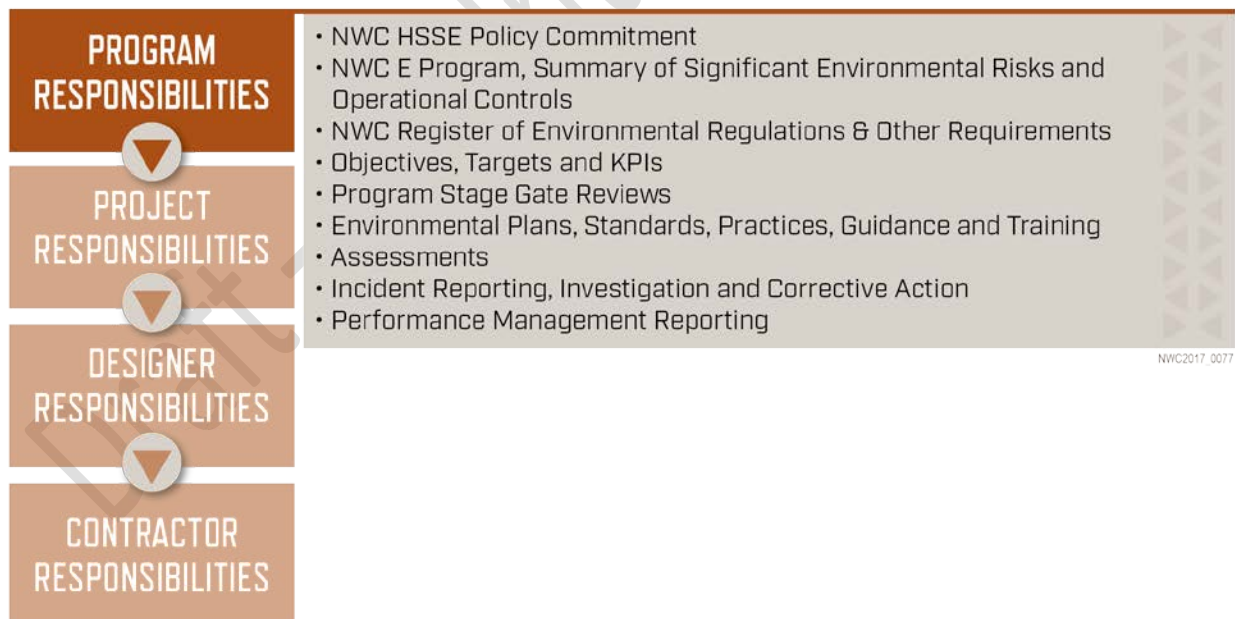 PROGRAM
RESPONSIBILITIES
• NWC HSSE Policy Commitment
• NWC E Program, Summary of Significant Environmental Risks and
Operational Controls
• NWC Register of Environmental Regulations & Other Requirements
• Objectives, Targets and KPIs
• Program Stage Gate Reviews
• Environmental Plans, Standards, Practices, Guidance and Training
• Assessments
• Incident Reporting, Investigation and Corrective Action
• Performance Management Reporting
NWC2017_0077
PROJECT
RESPONSIBILITIES
DESIGNER
RESPONSIBILITIES
CONTRACTOR
RESPONSIBILITIES
Draft -